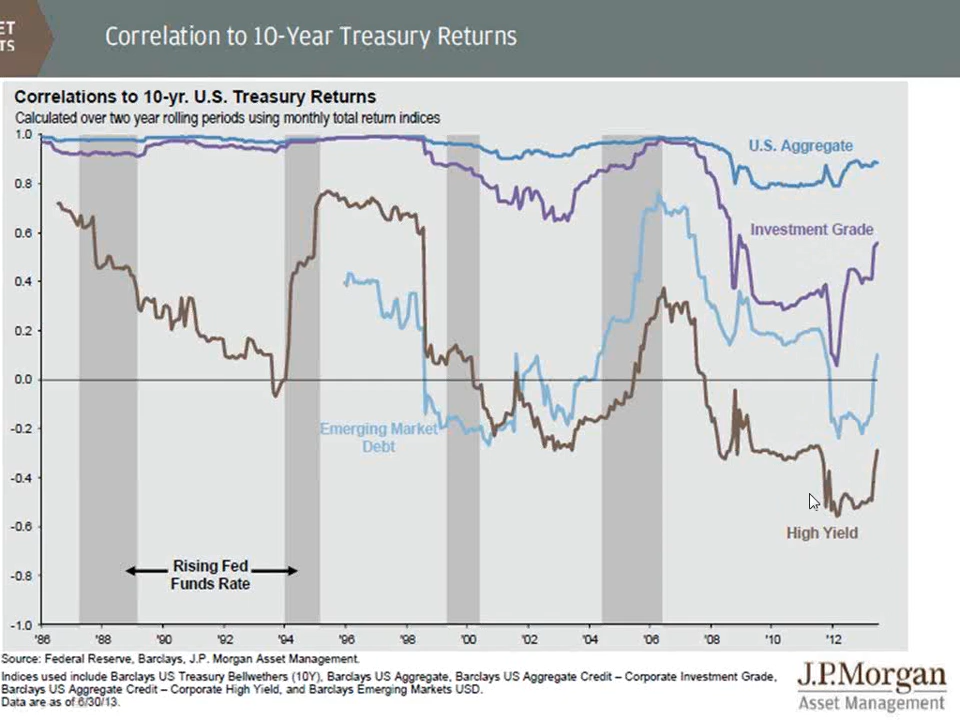 ET
TS
Correlation to 10-Year Treasury Returns
Correlations to 10-yr. U.S. Treasury Returns
Calculated over two year rolling periods using monthly total return indices
1.0
0.8
0.6
0.4
0.2
0.0
-0.2
-0.4
-0.6
-0.8
-1.0
U.S. Aggregate
Investment Grade
Emerging Market
Debt
High Yield
Rising Fed
Funds Rate
'86 '88 '90 '92 '94 '96 '98 '00 '02 '04 '06 '08 '10 '12
Source: Federal Reserve, Barclays, J.P. Morgan Asset Management.
Indices used include Barclays US Treasury Bellwethers (10Y), Barclays US Aggregate, Barclays US Aggregate Credit – Corporate Investment Grade,
Barclays US Aggregate Credit – Corporate High Yield, and Barclays Emerging Markets USD.
Data are as of 6/30/13.
J.P.Morgan
Asset Management